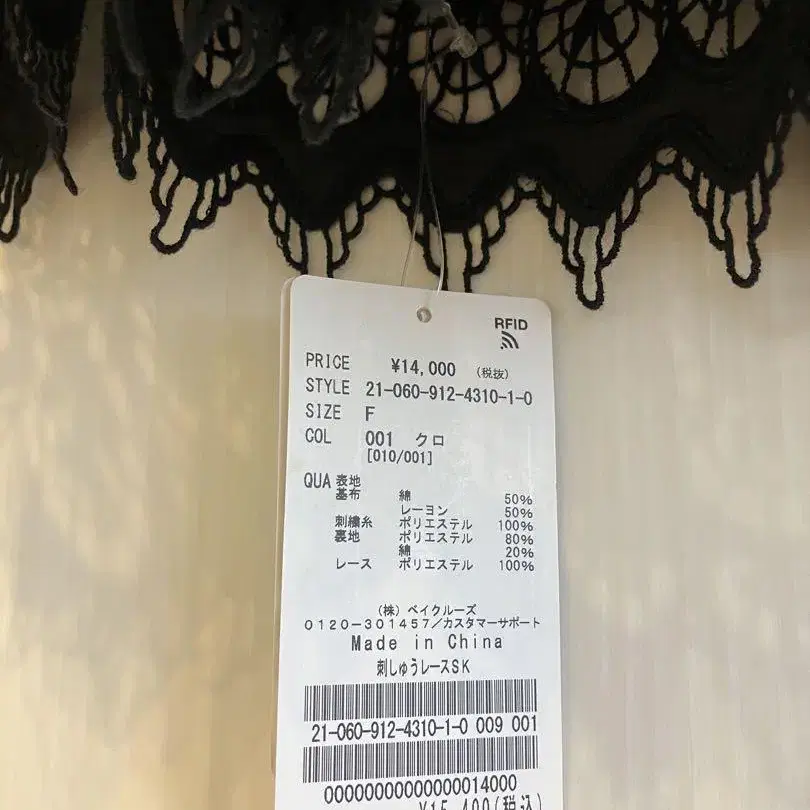 RFID
PRICE ¥14,000 (税抜)
STYLE 21-060-912-4310-1-0
SIZE F
COL 001 クロ
[010/001]
QUA 表地
基布 綿 50%
レーヨン 50%
刺繍糸 ポリエステル 100%
裏地 ポリエステル 80%
綿 20%
レース ポリエステル 100%
(株) ベイクルーズ
0120-301457/カスタマーサポート
Made in China
刺しゅうレースSK
21-060-912-4310-1-0 009 001
00000000000000014000
¥15,400(税込)